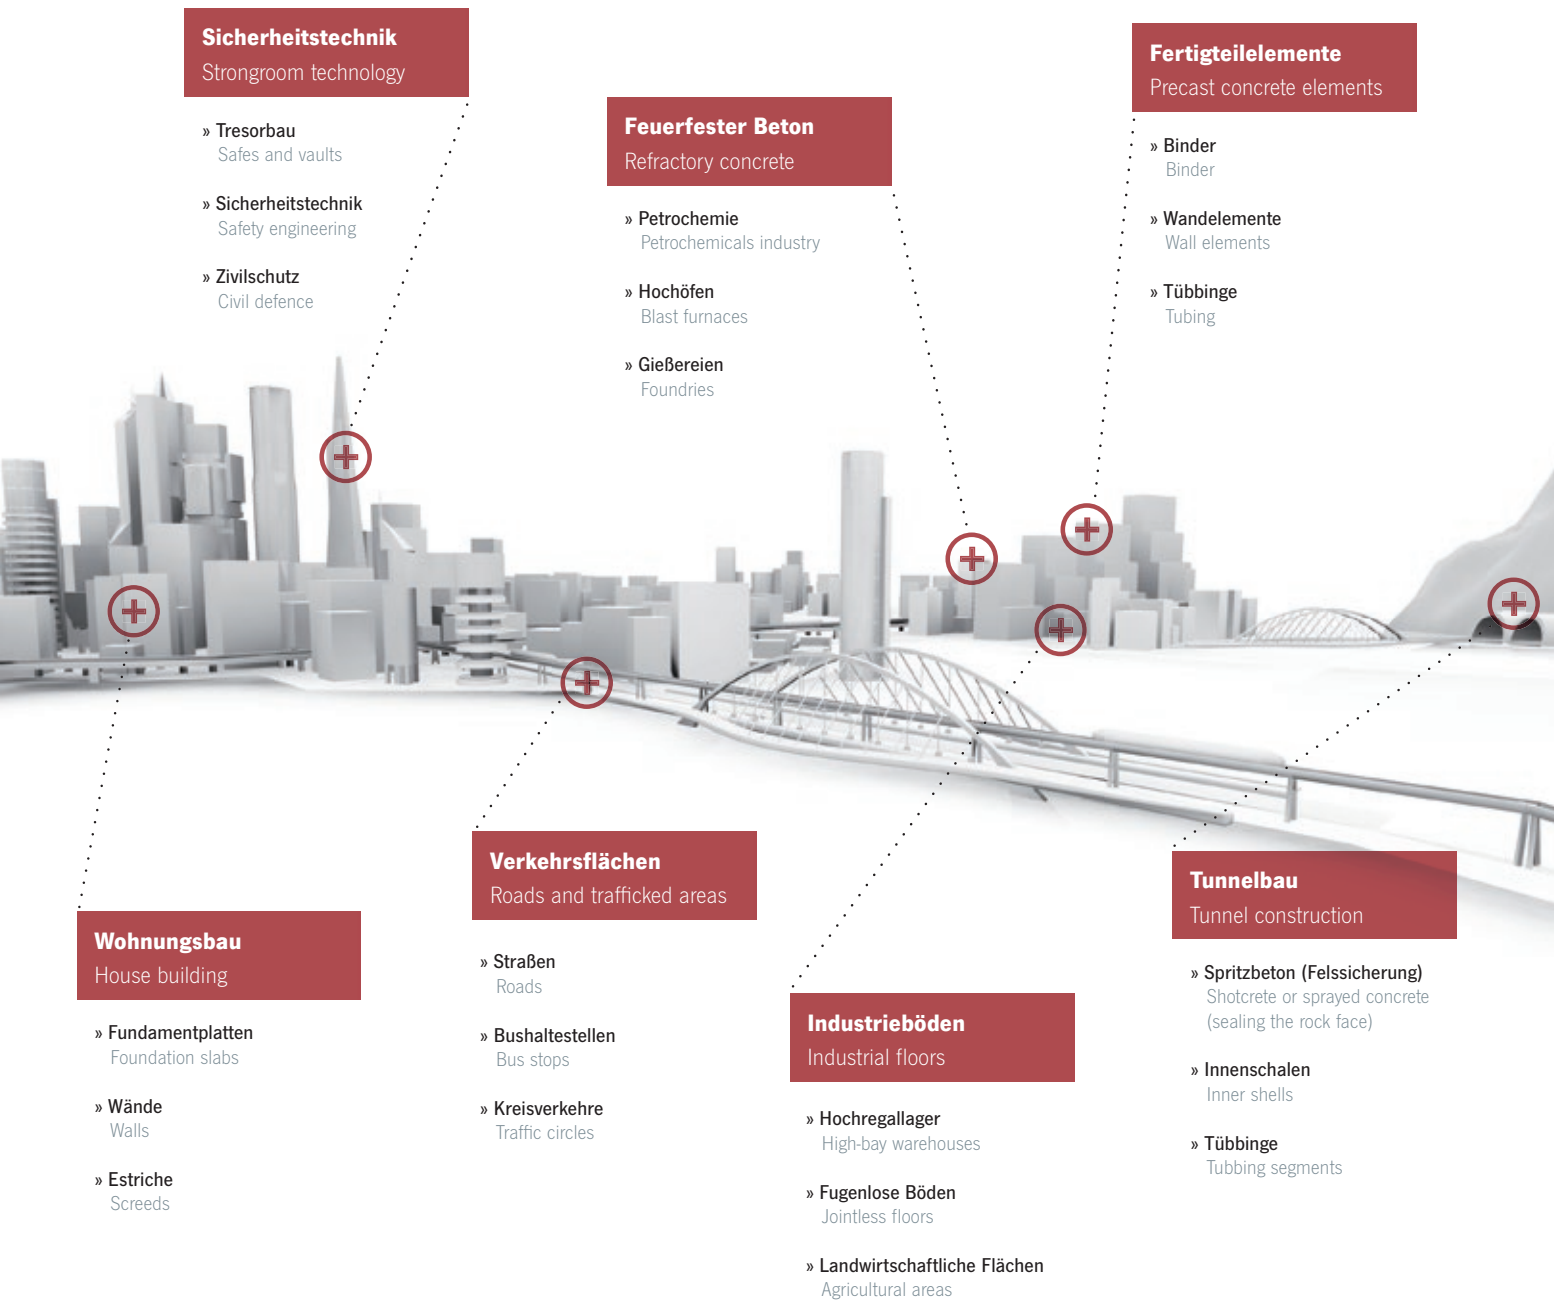 Sicherheitstechnik
Strongroom technology
» Tresorbau
Safes and vaults
» Sicherheitstechnik
Safety engineering
» Zivilschutz
Civil defence
Feuerfester Beton
Refractory concrete
» Petrochemie
Petrochemicals industry
» Hochöfen
Blast furnaces
» Gießereien
Foundries
Fertigteilelemente
Precast concrete elements
» Binder
Binder
» Wandelemente
Wall elements
» Tübbinge
Tubing
Wohnungsbau
House building
» Fundamentplatten
Foundation slabs
» Wände
Walls
» Estriche
Screeds
Verkehrsflächen
Roads and trafficked areas
» Straßen
Roads
» Bushaltestellen
Bus stops
» Kreisverkehre
Traffic circles
Industrieböden
Industrial floors
» Hochregallager
High-bay warehouses
» Fugenlose Böden
Jointless floors
» Landwirtschaftliche Flächen
Agricultural areas
Tunnelbau
Tunnel construction
» Spritzbeton (Felssicherung)
Shotcrete or sprayed concrete
(sealing the rock face)
» Innenschalen
Inner shells
» Tübbinge
Tubbing segments